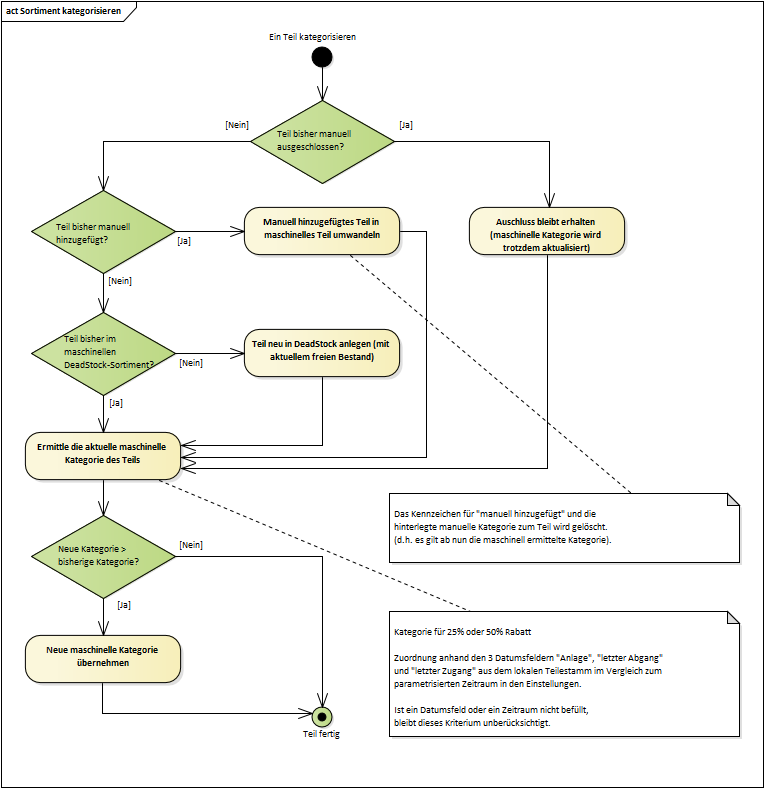 act Sortiment kategorisieren
Ein Teil kategorisieren
[Nein]
[Ja]
Teil bisher manuell
ausgeschlossen?
Teil bisher manuell
hinzugefügt?
[Ja]
Manuell hinzugefügtes Teil in
maschinelles Teil umwandeln
Auschluss bleibt erhalten
(maschinelle Kategorie wird
trotzdem aktualisiert)
[Nein]
Teil bisher im
maschinellen
DeadStock-Sortiment?
[Nein]
Teil neu in DeadStock anlegen (mit
aktuellem freien Bestand)
[Ja]
Ermittle die aktuelle maschinelle
Kategorie des Teils
Das Kennzeichen für "manuell hinzugefügt" und die
hinterlegte manuelle Kategorie zum Teil wird gelöscht.
(d.h. es gilt ab nun die maschinell ermittelte Kategorie).
Neue Kategorie >
bisherige Kategorie?
[Nein]
[Ja]
Neue maschinelle Kategorie
übernehmen
Kategorie für 25% oder 50% Rabatt
Zuordnung anhand den 3 Datumsfeldern "Anlage", "letzter Abgang"
und "letzter Zugang" aus dem lokalen Teilestamm im Vergleich zum
parametrisierten Zeitraum in den Einstellungen.
Ist ein Datumsfeld oder ein Zeitraum nicht befüllt,
bleibt dieses Kriterium unberücksichtigt.
Teil fertig